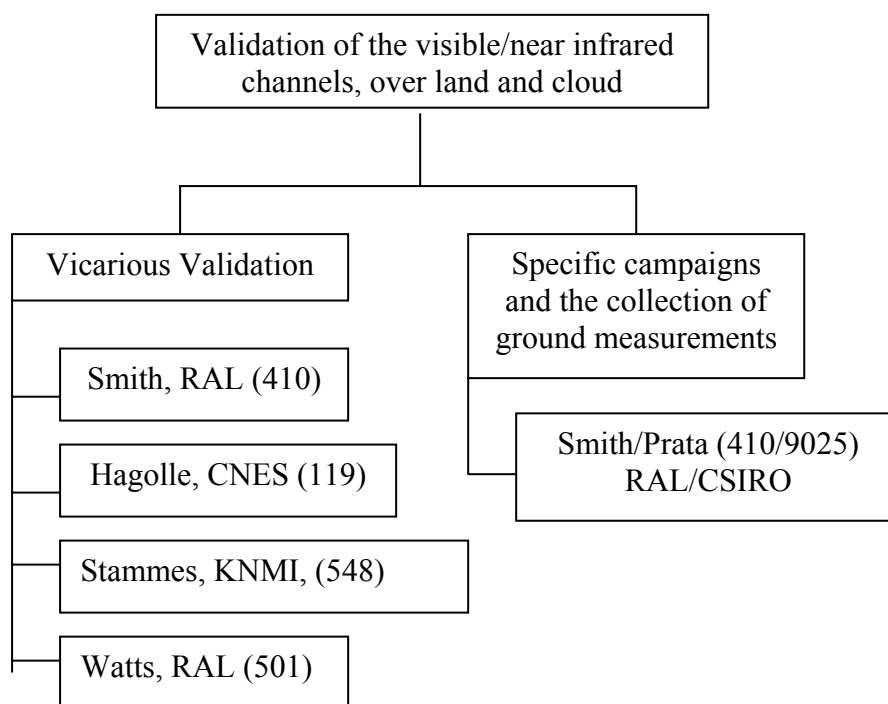 Validation of the visible/near infrared
channels, over land and cloud
Vicarious Validation
Smith, RAL (410)
Hagolle, CNES (119)
Stammes, KNMI, (548)
Watts, RAL (501)
Specific campaigns
and the collection of
ground measurements
Smith/Prata (410/9025)
RAL/CSIRO